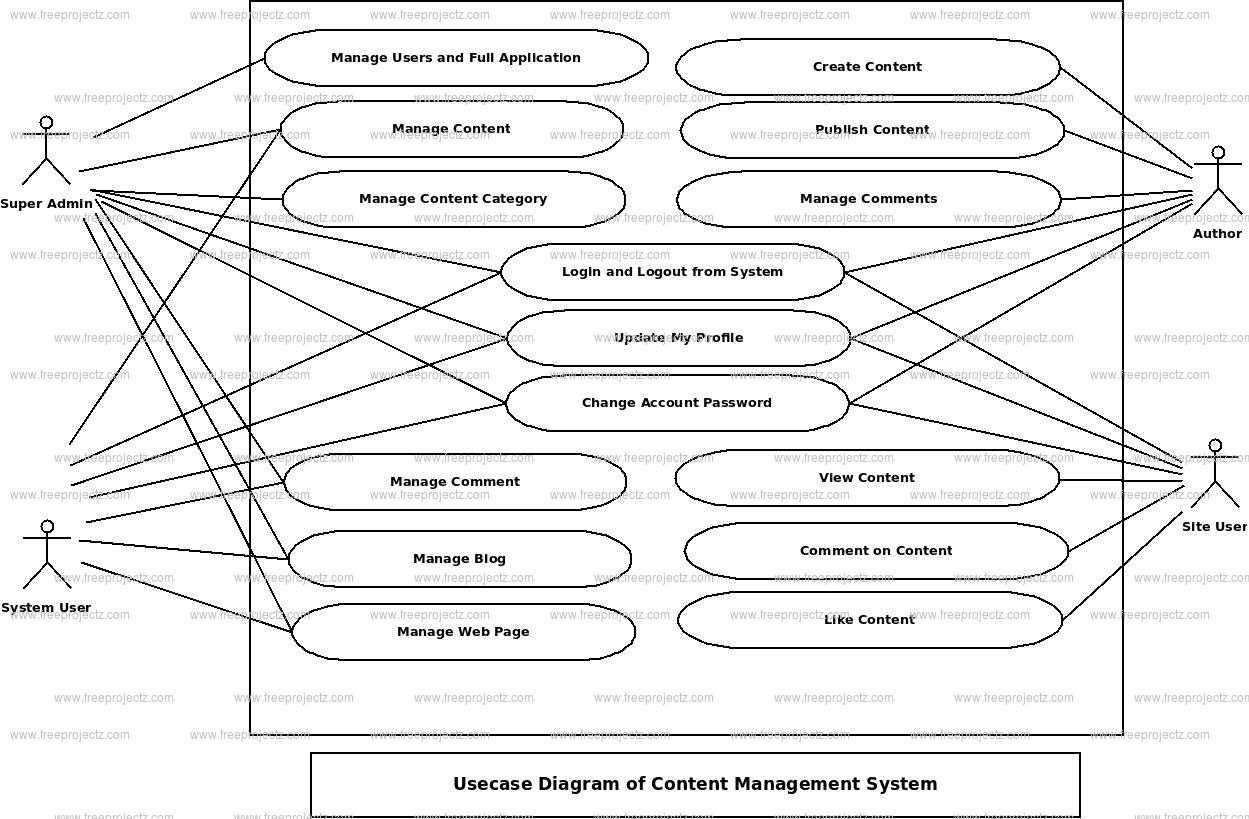 Manage Users and Full Application
Manage Content
Manage Content Category
Create Content
Publish Content
Manage Comments
Super Admin
Author
Login and Logout from System
Update My Profile
Change Account Password
Manage Comment
Manage Blog
Manage Web Page
View Content
Comment on Content
Like Content
System User
Site User
Usecase Diagram of Content Management System
www.freeprojectz.com